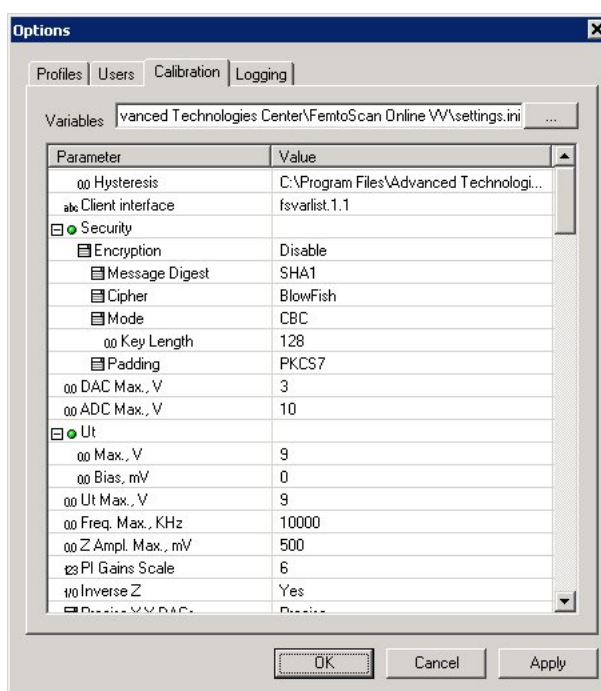 Options
Profiles Users Calibration Logging
Variables vanced Technologies Center\FemtoScan Online VV\settings.ini ...
Parameter Value
0,0 Hysteresis C:\Program Files\Advanced Technologi...
abc Client interface fsvarlist.1.1
Security
Encryption Disable
Message Digest SHA1
Cipher BlowFish
Mode CBC
0,0 Key Length 128
Padding PKCS7
0,0 DAC Max., V 3
0,0 ADC Max., V 10
Ut
0,0 Max., V 9
0,0 Bias, mV 0
0,0 Ut Max., V 9
0,0 Freq. Max., KHz 10000
0,0 Z Ampl. Max., mV 500
123 PI Gains Scale 6
1/0 Inverse Z Yes
Precise X,Y DACs Precise
OK Cancel Apply